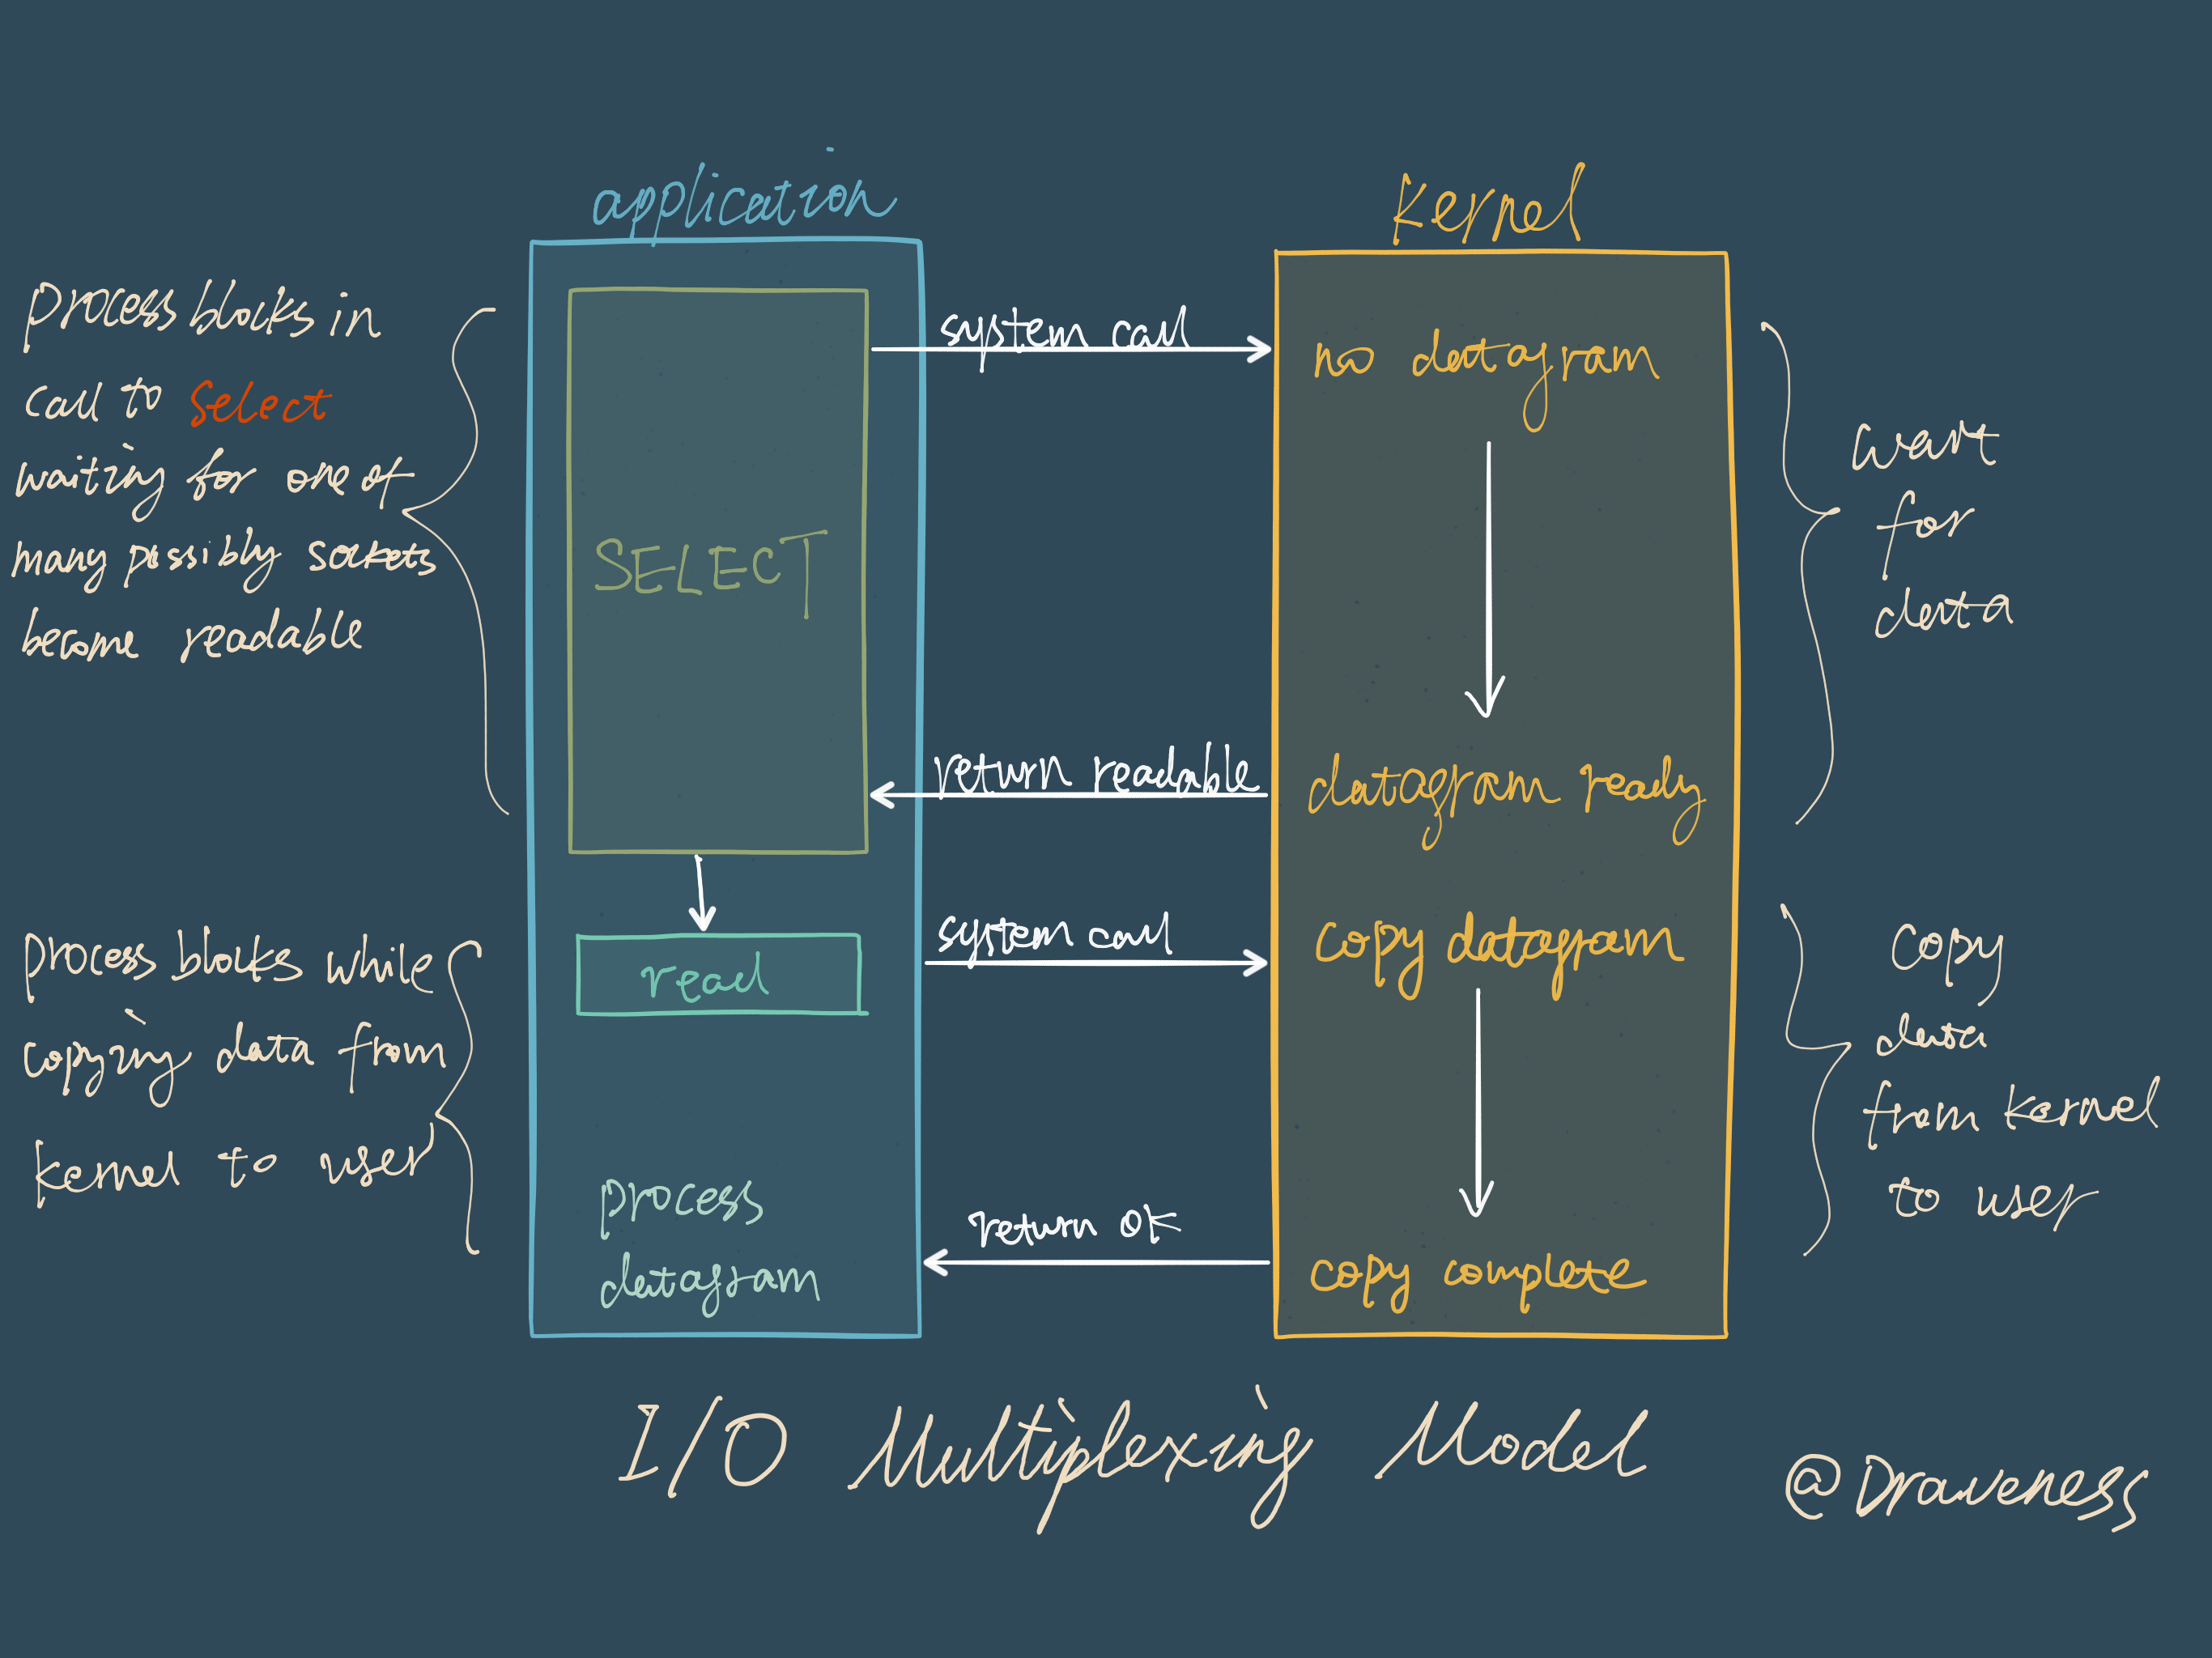 application
kernel
process blocks in
call to select
waiting for one of
many possibly sockets
become readable
SELECT
system call
no datagram
wait
for
data
return readable
datagram ready
process blocks while
copying data from
kernel to user
read
system call
copy datagram
copy
data
from kernel
to user
process
datagram
return OK
copy complete
I/O Multiplexing Model
@Draveness